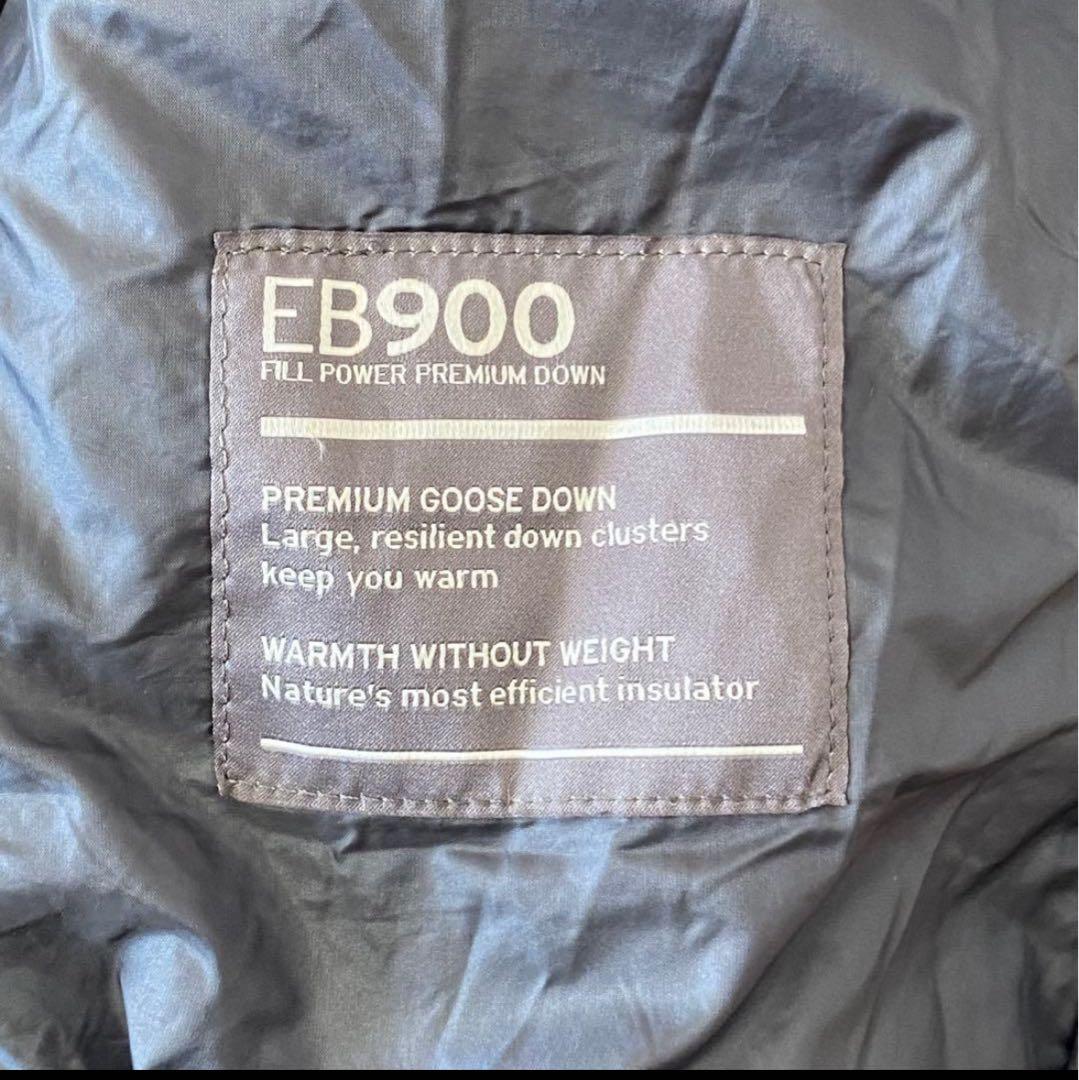 EB900
FILL POWER PREMIUM DOWN
PREMIUM GOOSE DOWN
Large, resilient down clusters
keep you warm
WARMTH WITHOUT WEIGHT
Nature's most efficient insulator